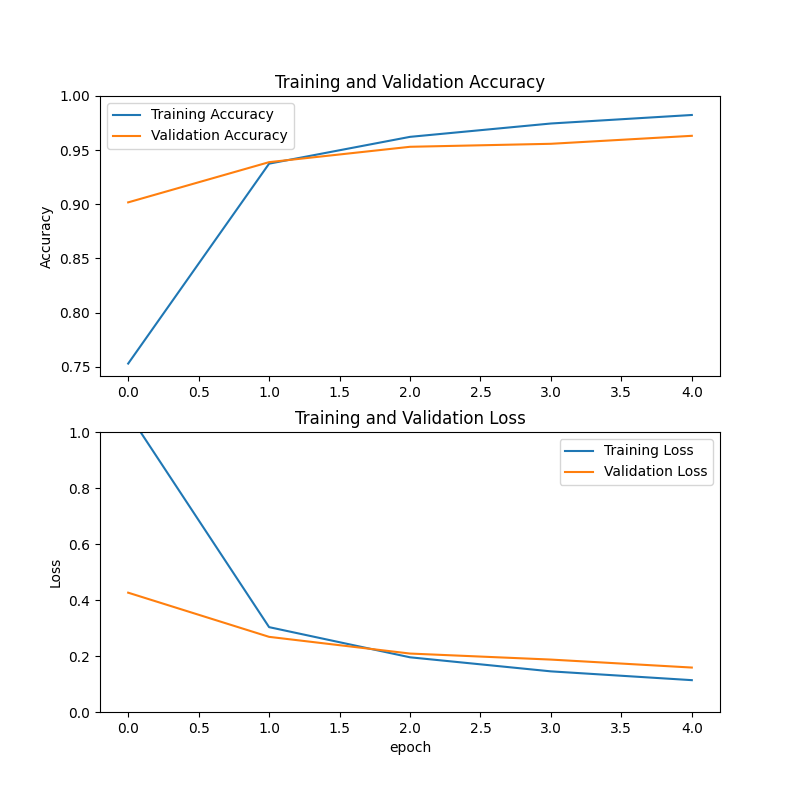 Training and Validation Accuracy
1.00
0.95
0.90
0.85
0.80
0.75
Accuracy
Training Accuracy
Validation Accuracy
0.0 0.5 1.0 1.5 2.0 2.5 3.0 3.5 4.0
Training and Validation Loss
1.0
0.8
0.6
0.4
0.2
0.0
Loss
Training Loss
Validation Loss
0.0 0.5 1.0 1.5 2.0 2.5 3.0 3.5 4.0
epoch